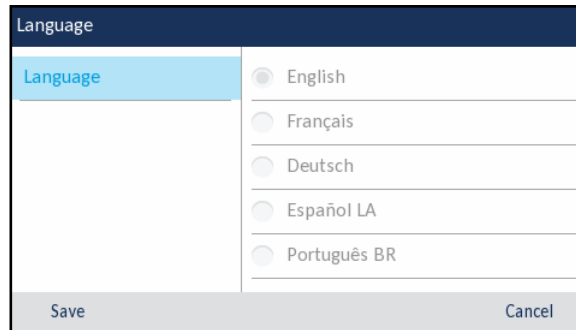 Language
Language
English
Français
Deutsch
Español LA
Português BR
Save Cancel